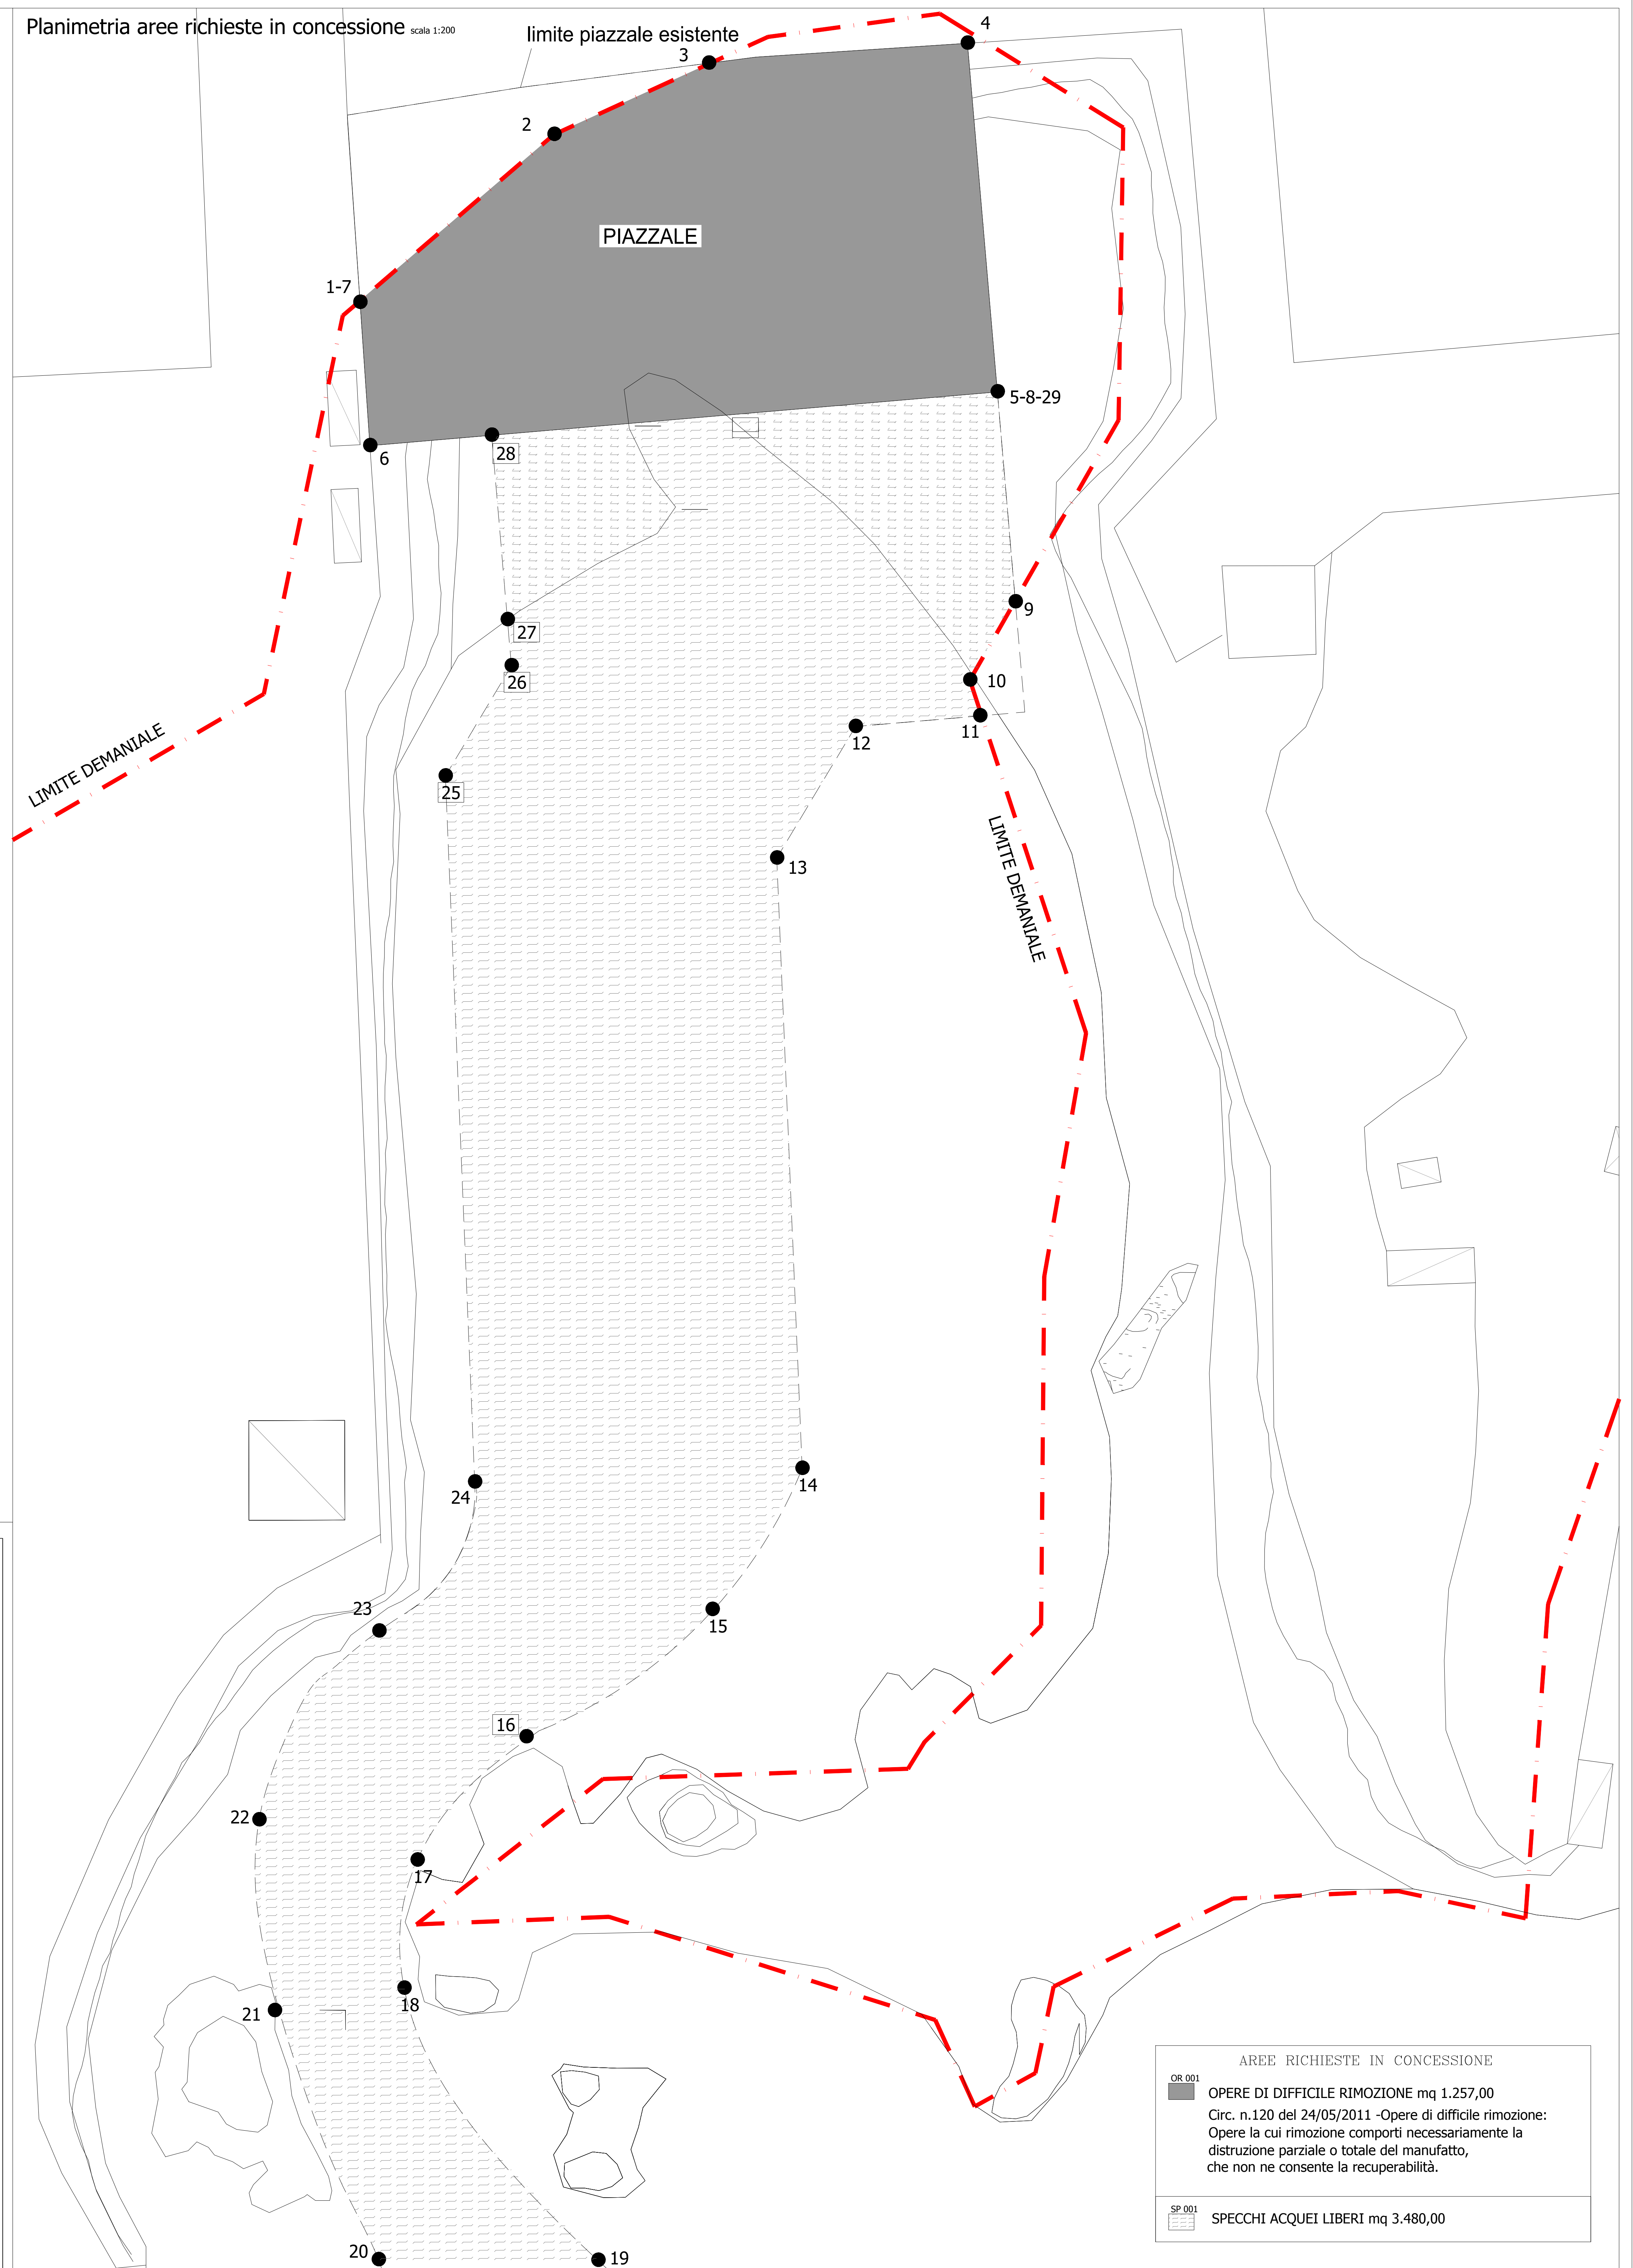 Planimetria aree richieste in concessione scala 1:200
limite piazzale esistente
4
3
2
PIAZZALE
1-7
5-8-29
6
28
9
27
26
10
11
12
LIMITE DEMANIALE
25
LIMITE DEMANIALE
13
14
24
23
15
16
22
17
18
21
20
19
AREE RICHIESTE IN CONCESSIONE
OR 001
OPERE DI DIFFICILE RIMOZIONE mq 1.257,00
Circ. n.120 del 24/05/2011 -Opere di difficile rimozione:
Opere la cui rimozione comporti necessariamente la
distruzione parziale o totale del manufatto,
che non ne consente la recuperabilità.
SP 001
SPECCHI ACQUEI LIBERI mq 3.480,00